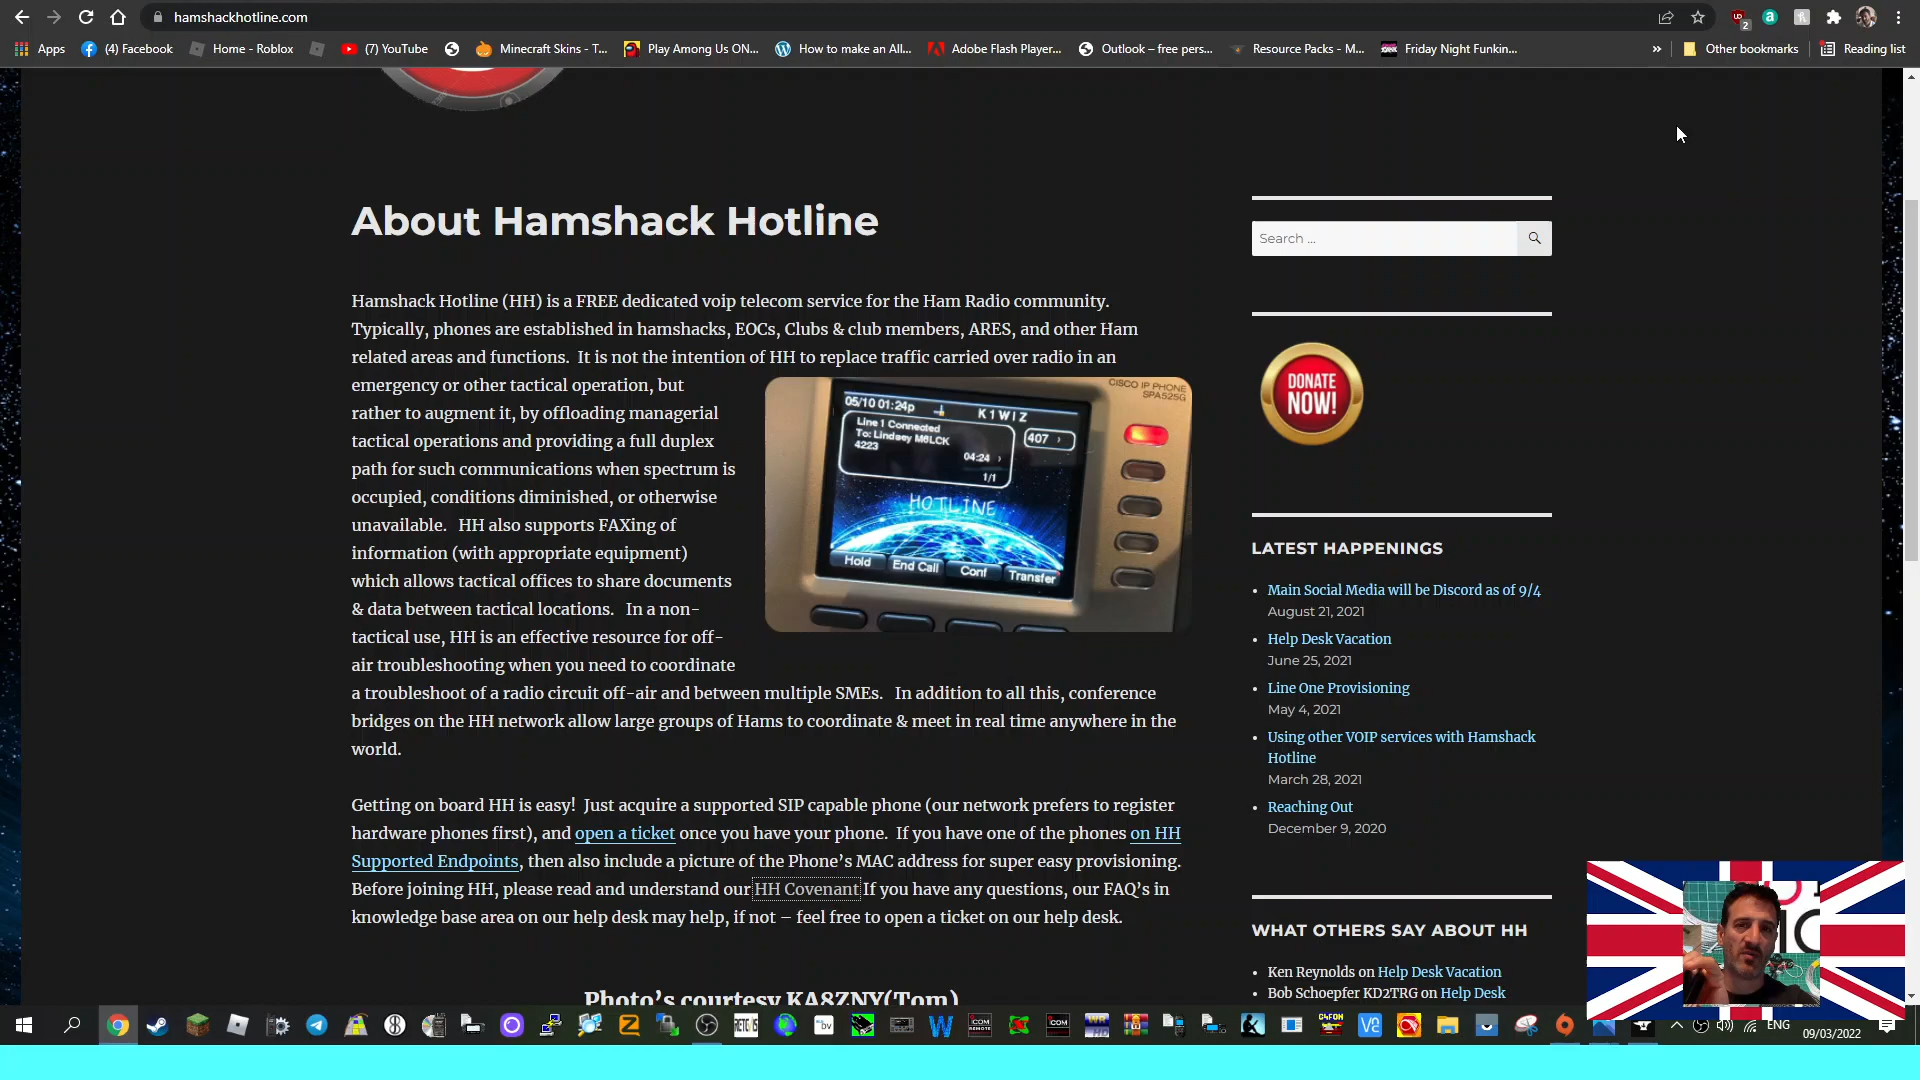 hamshackhotline.com
Apps
(4) Facebook
Home - Roblox
(7) YouTube
Minecraft Skins - T...
Play Among Us ON...
How to make an All...
Adobe Flash Player...
Outlook – free pers...
Resource Packs - M...
Friday Night Funkin...
»
Other bookmarks
Reading list
About Hamshack Hotline
Hamshack Hotline (HH) is a FREE dedicated voip telecom service for the Ham Radio community.
Typically, phones are established in hamshacks, EOCs, Clubs & club members, ARES, and other Ham
related areas and functions. It is not the intention of HH to replace traffic carried over radio in an
emergency or other tactical operation, but
rather to augment it, by offloading managerial
tactical operations and providing a full duplex
path for such communications when spectrum is
occupied, conditions diminished, or otherwise
unavailable. HH also supports FAXing of
information (with appropriate equipment)
which allows tactical offices to share documents
& data between tactical locations. In a non-
tactical use, HH is an effective resource for off-
air troubleshooting when you need to coordinate
a troubleshoot of a radio circuit off-air and between multiple SMEs. In addition to all this, conference
bridges on the HH network allow large groups of Hams to coordinate & meet in real time anywhere in the
world.
CISCO IP PHONE
SPA525G
05/10 01:24p
K1WIZ
Line 1 Connected
To: Lindsey M6LCK
4223
04:24
1/1
407
HOTLINE
Hold
End Call
Conf
Transfer
Getting on board HH is easy! Just acquire a supported SIP capable phone (our network prefers to register
hardware phones first), and open a ticket once you have your phone. If you have one of the phones on HH
Supported Endpoints, then also include a picture of the Phone's MAC address for super easy provisioning.
Before joining HH, please read and understand our HH Covenant If you have any questions, our FAQ's in
knowledge base area on our help desk may help, if not – feel free to open a ticket on our help desk.
Photo's courtesy KA8ZNY(Tom)
Search ...
DONATE
NOW!
LATEST HAPPENINGS
Main Social Media will be Discord as of 9/4
August 21, 2021
Help Desk Vacation
June 25, 2021
Line One Provisioning
May 4, 2021
Using other VOIP services with Hamshack
Hotline
March 28, 2021
Reaching Out
December 9, 2020
WHAT OTHERS SAY ABOUT HH
Ken Reynolds on Help Desk Vacation
Bob Schoepfer KD2TRG on Help Desk
ENG
09/03/2022